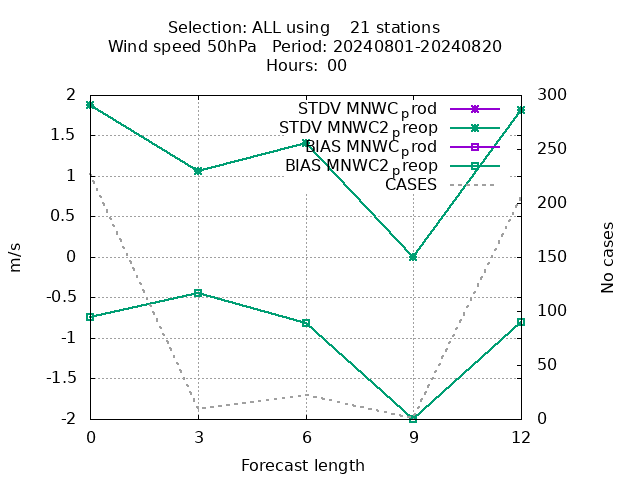 Selection: ALL using    21 stations
Wind speed 50hPa   Period: 20240801-20240820
Hours: 00
2
1.5
1
0.5
0
-0.5
-1
-1.5
-2
300
250
200
150
100
50
0
STDV MNWC_prod
STDV MNWC2_preop
BIAS MNWC_prod
BIAS MNWC2_preop
CASES
m/s
No cases
0 3 6 9 12
Forecast length